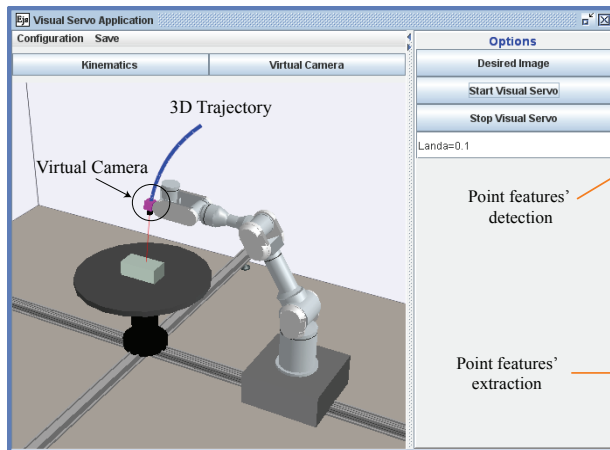 Ejs Visual Servo Application
Configuration Save
Kinematics
Virtual Camera
3D Trajectory
Virtual Camera
Options
Desired Image
Start Visual Servo
Stop Visual Servo
Landa=0.1
Point features’
detection
Point features’
extraction